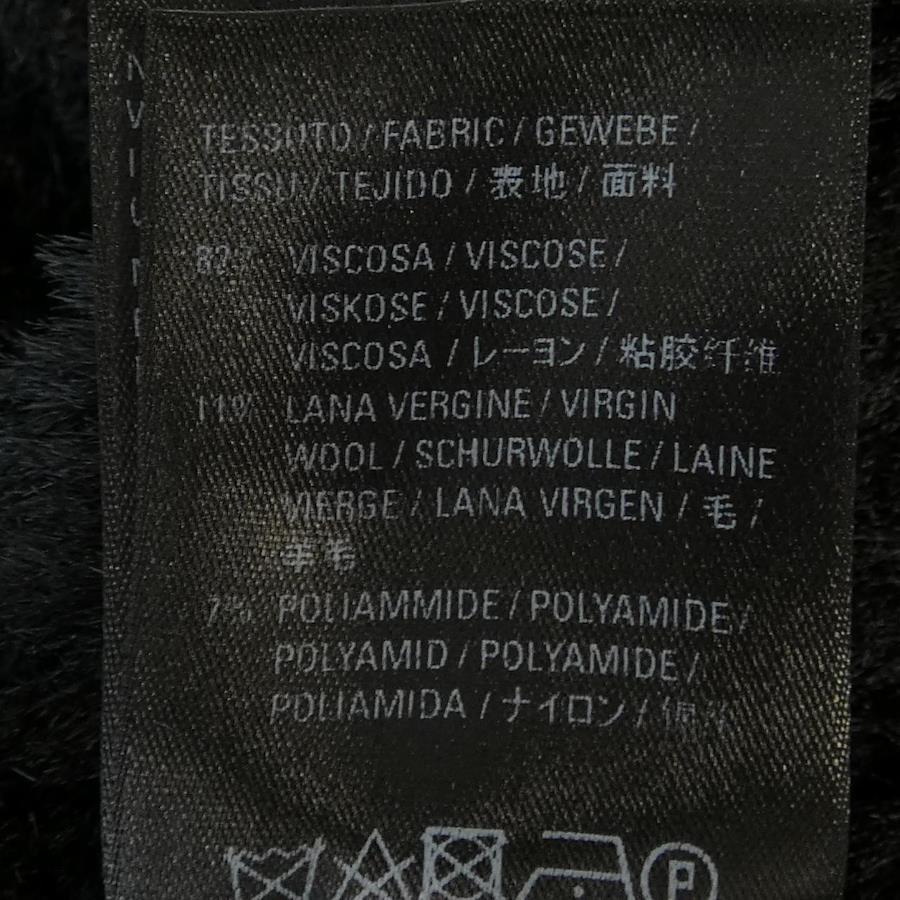 TESSUTO / FABRIC / GEWEBE /
TISSU / TEJIDO / 表地 / 面料
82% VISCOSA / VISCOSE /
VISKOSE / VISCOSE /
VISCOSA / レーヨン / 粘胶纤维
11% LANA VERGINE / VIRGIN
WOOL / SCHURWOLLE / LAINE
VIERGE / LANA VIRGEN / 毛 /
羊毛
7% POLIAMMIDE / POLYAMIDE /
POLYAMID / POLYAMIDE /
POLIAMIDA / ナイロン /
P